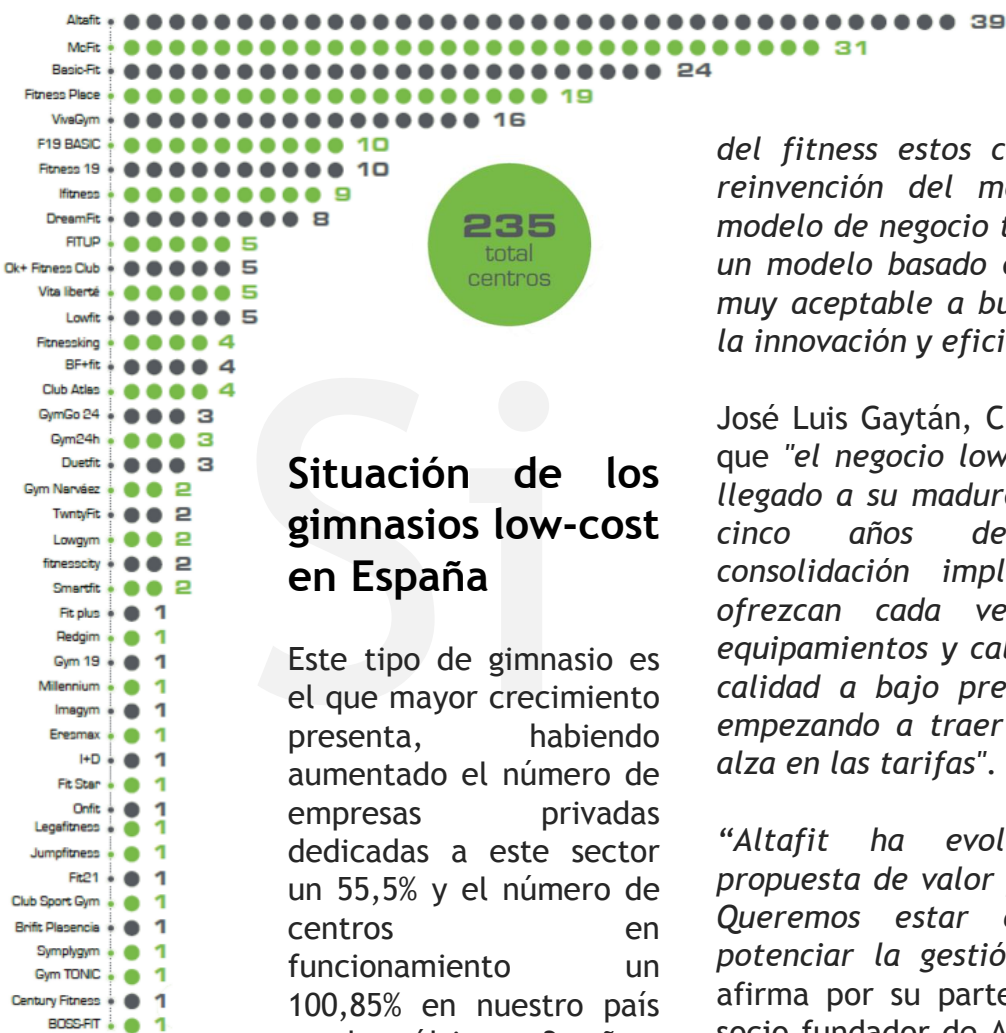 Altafit 39
McFit 31
Basic-Fit 24
Fitness Place 19
VivaGym 16
F19 BASIC 10
Fitness 19 10
Ifitness 9
DreamFit 8
FITUP 5
Ok+ Fitness Club 5
Vita liberté 5
Lowfit 5
Fitnessking 4
BF+fit 4
Club Atlas 4
GymGo 24 3
Gym24h 3
Duetfit 3
Gym Narváez 2
TwntyFit 2
Lowgym 2
fitnesscity 2
Smartfit 2
Fit plus 1
Redgim 1
Gym 19 1
Millennium 1
Imagym 1
Eresmax 1
I+D 1
Fit Star 1
Onfit 1
Legafitness 1
Jumpfitness 1
Fit21 1
Club Sport Gym 1
Brifit Plasencia 1
Symplygym 1
Gym TONIC 1
Century Fitness 1
BOSS-FIT 1
235
total
centros
Si
Situación de los
gimnasios low-cost
en España
Este tipo de gimnasio es
el que mayor crecimiento
presenta, habiendo
aumentado el número de
empresas privadas
dedicadas a este sector
un 55,5% y el número de
centros en
funcionamiento un
100,85% en nuestro país
del fitness estos
reinvención del
modelo de negocio
un modelo basado
muy aceptable a
la innovación y
José Luis Gaytán,
que "el negocio
llegado a su
cinco años
consolidación
ofrezcan cada
equipamientos y
calidad a bajo
empezando a traer
alza en las tarifas".
“Altafit ha
propuesta de valor
Queremos estar
potenciar la
afirma por su parte
socio fundador de